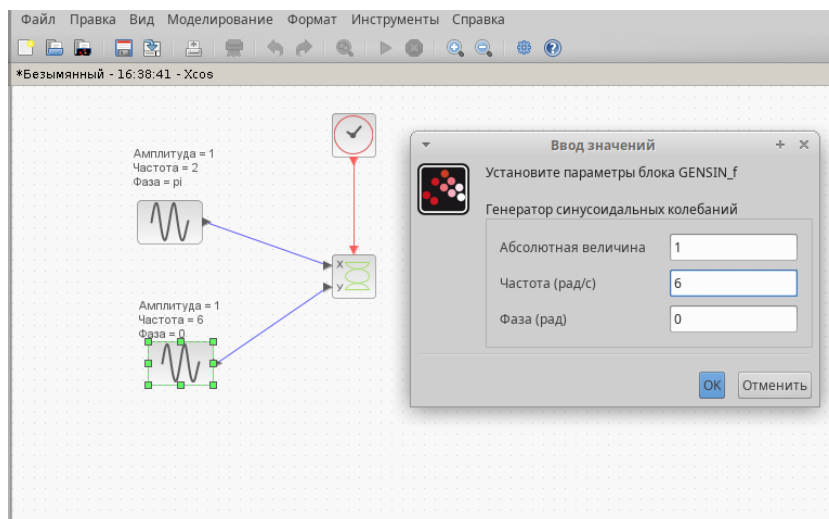 Файл Правка Вид Моделирование Формат Инструменты Справка
*Безымянный - 16:38:41 - Xcos
Амплитуда = 1
Частота = 2
Фаза = pi
X
У
Амплитуда = 1
Частота = 6
Фаза = 0
Ввод значений
Установите параметры блока GENSIN_f
Генератор синусоидальных колебаний
Абсолютная величина 1
Частота (рад/с) 6
Фаза (рад) 0
OK Отменить